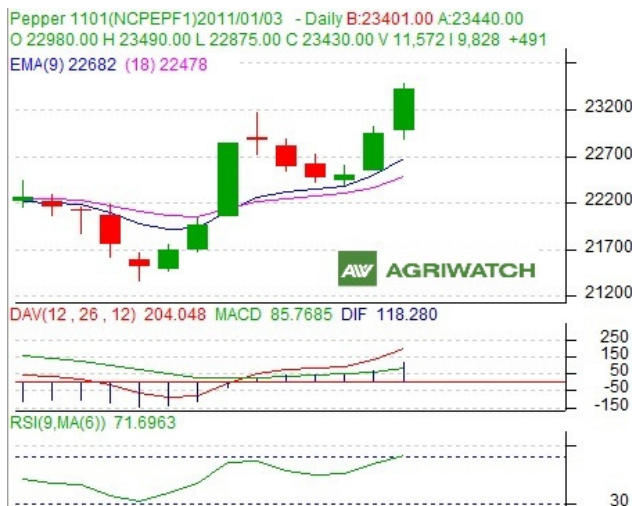 Pepper 1101(NCPEPF1)2011/01/03 - Daily B:23401.00 A:23440.00
O 22980.00 H 23490.00 L 22875.00 C 23430.00 V 11,572 I 9,828 +491
EMA(9) 22682 (18) 22478
23200
22700
22200
21700
21200
AW AGRIWATCH
DAV(12 , 26 , 12) 204.048 MACD 85.7685 DIF 118.280
250
150
50
-50
-150
RSI(9,MA(6)) 71.6963
30